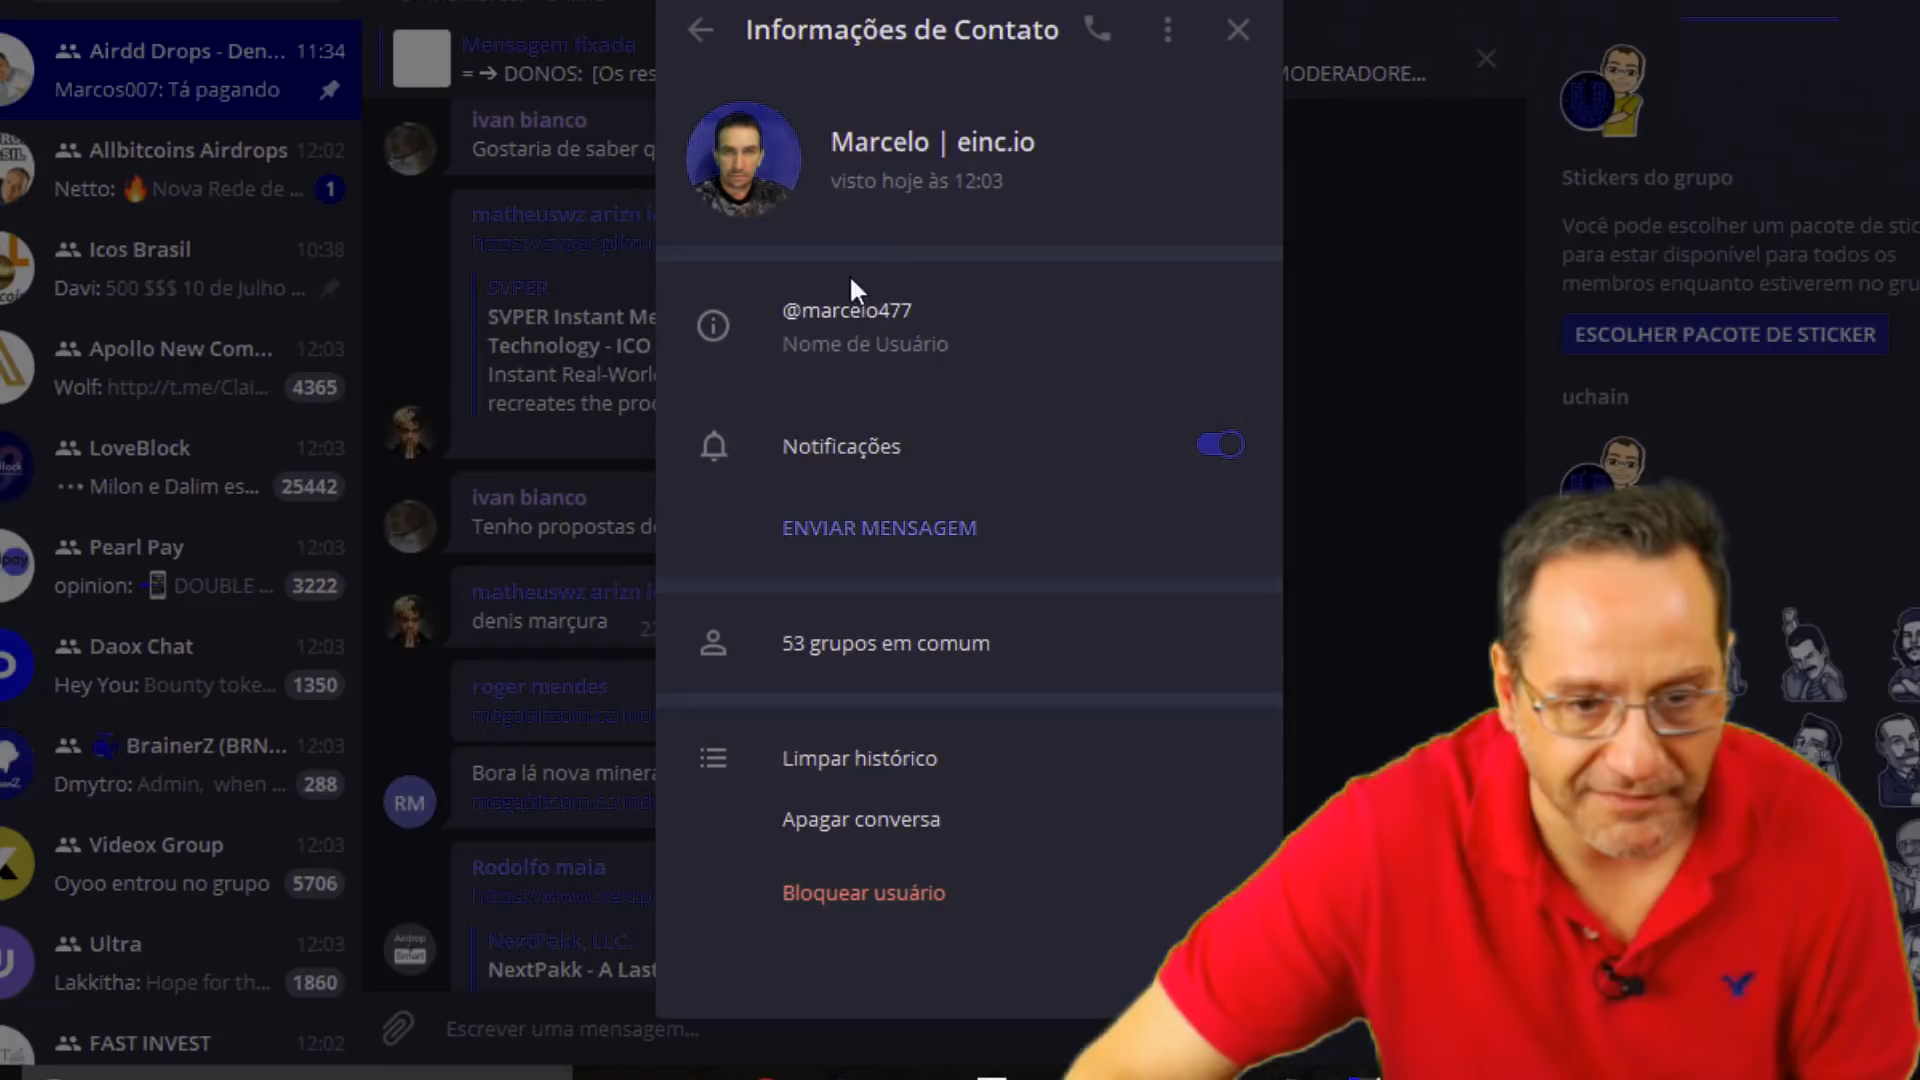 Airdd Drops - Den... 11:34
Marcos007: Tá pagando
Allbitcoins Airdrops 12:02
Netto: 🔥 Nova Rede de ... 1
Icos Brasil 10:38
Davi: 500 $$$ 10 de Julho ...
Apollo New Com... 12:03
Wolf: http://t.me/Clai... 4365
LoveBlock 12:03
Milon e Dalim es... 25442
Pearl Pay 12:03
opinion: DOUBLE ... 3222
Daox Chat 12:03
Hey You: Bounty toke... 1350
BrainerZ (BRN... 12:03
Dmytro: Admin, when ... 288
Videox Group 12:03
Oyoo entrou no grupo 5706
Ultra 12:03
Lakkitha: Hope for th... 1860
FAST INVEST 12:02
Mensagem fixada
= → DONOS: [Os res
MODERADORE...
ivan bianco
Gostaria de saber q
matheuswz arizn
SVPER
SVPER Instant Me
Technology - ICO
Instant Real-Worl
recreates the proc
ivan bianco
Tenho propostas d
matheuswz arizn
denis marçura
roger mendes
RM
Bora lá nova minera
Rodolfo maia
Airdrop
Smart
NextPakk, LLC.
NextPakk - A Last
Escrever uma mensagem...
Informações de Contato
Marcelo | einc.io
visto hoje às 12:03
@marcelo477
Nome de Usuário
Notificações
ENVIAR MENSAGEM
53 grupos em comum
Limpar histórico
Apagar conversa
Bloquear usuário
Stickers do grupo
Você pode escolher um pacote de stic
para estar disponível para todos os
membros enquanto estiverem no gru
ESCOLHER PACOTE DE STICKER
uchain